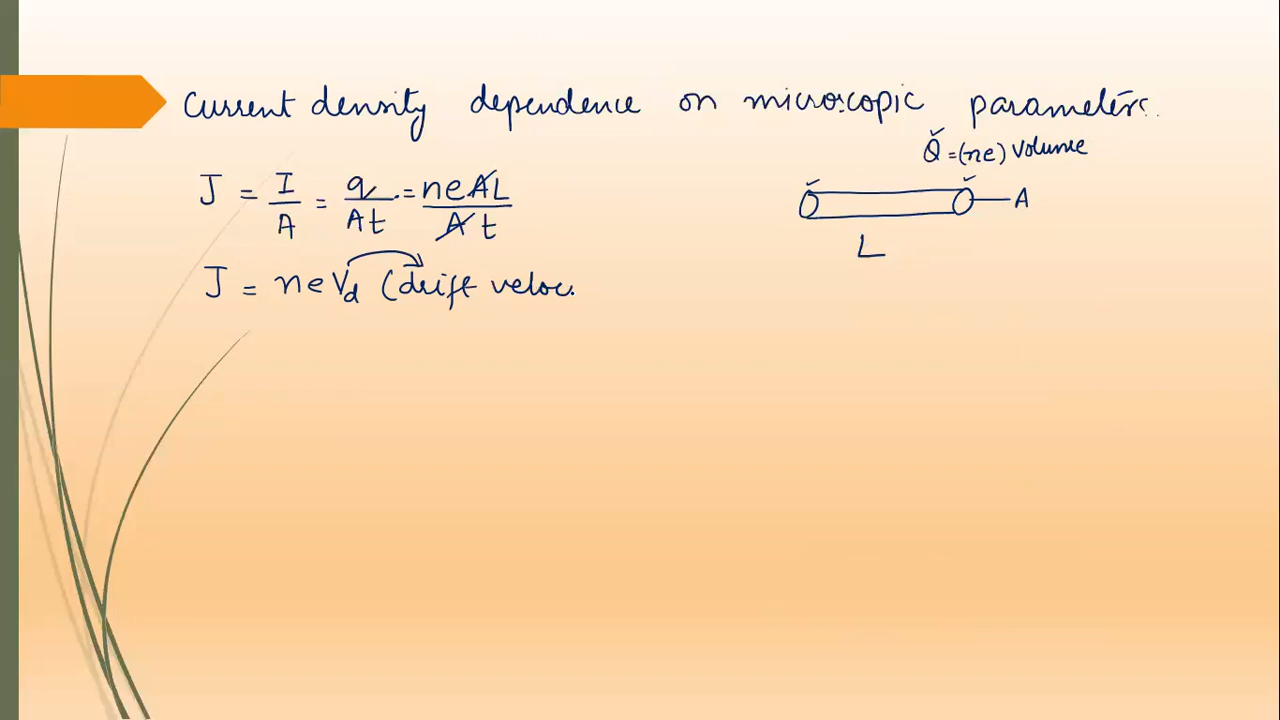 Current density dependence on microscopic parameters.
Q = (ne) Volume
J = I/A = q/At = neAL/At
A
L
J = neVd (drift veloc.